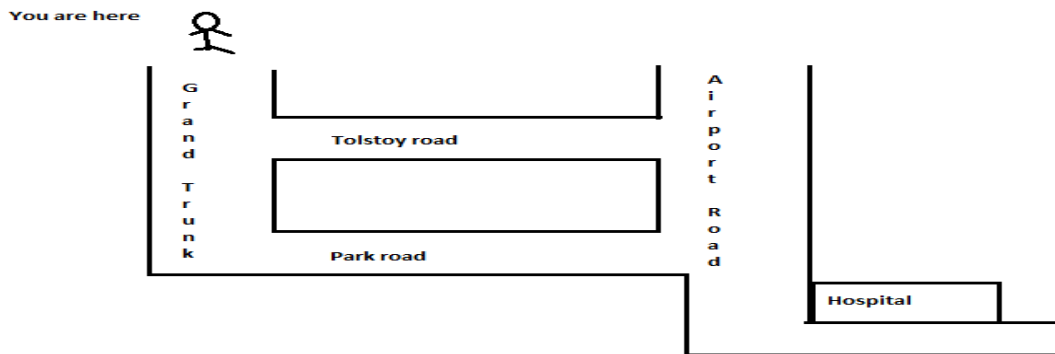 You are here
Grand Trunk
Tolstoy road
Park road
Airport Road
Hospital